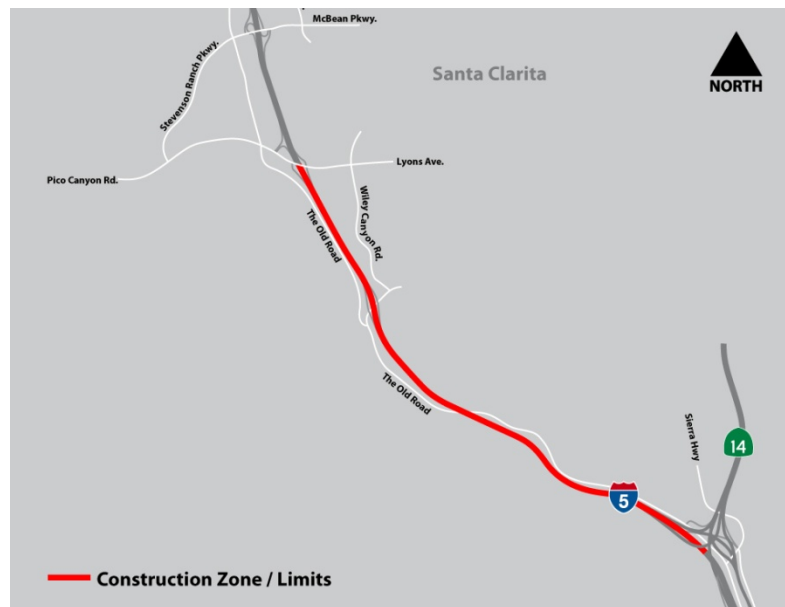 McBean Pkwy.
Santa Clarita
NORTH
Stevenson Ranch Pkwy.
Lyons Ave.
Pico Canyon Rd.
Wiley Canyon Rd.
The Old Road
The Old Road
Sierra Hwy
14
5
Construction Zone / Limits